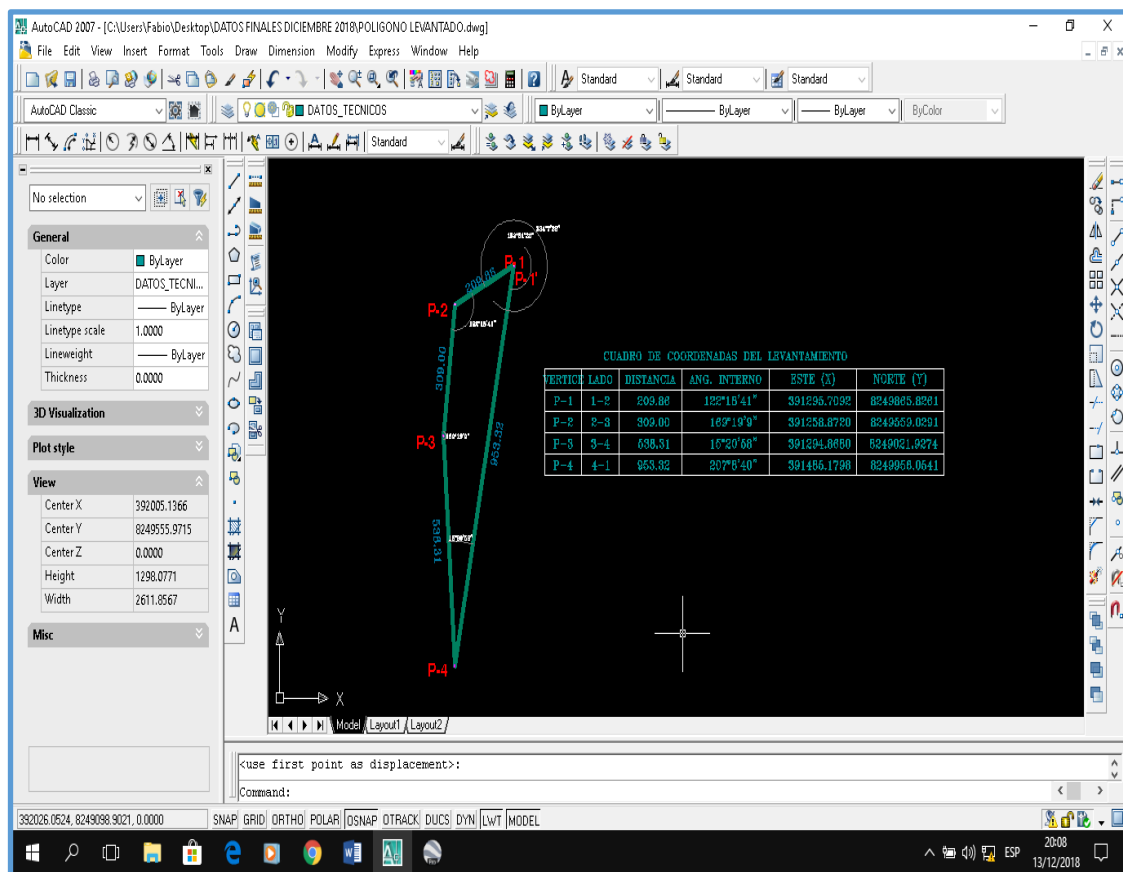 AutoCAD 2007 - [C:\Users\Fabio\Desktop\DATOS FINALES DICIEMBRE 2018\POLIGONO LEVANTADO.dwg]
File Edit View Insert Format Tools Draw Dimension Modify Express Window Help
Standard Standard Standard
AutoCAD Classic DATOS_TECNICOS ByLayer ByLayer ByLayer ByColor
Standard
No selection
General
Color ByLayer
Layer DATOS_TECNI...
Linetype ByLayer
Linetype scale 1.0000
Lineweight ByLayer
Thickness 0.0000
3D Visualization
Plot style
View
Center X 392005.1366
Center Y 8249555.9715
Center Z 0.0000
Height 1298.0771
Width 2611.8567
Misc
P-1
P-1'
209.86
P-2
309.00
P-3
953.32
538.31
P-4
Y
X
CUADRO DE COORDENADAS DEL LEVANTAMIENTO
VERTICE LADO DISTANCIA ANG. INTERNO ESTE (X) NORTE (Y)
P-1 1-2 209.86 122°15'41" 391295.7092 8249865.8261
P-2 2-3 309.00 169°19'9" 391258.8720 8249559.0291
P-3 3-4 538.31 15°20'58" 391294.8650 8249021.9274
P-4 4-1 953.32 207°5'40" 391485.1798 8249956.0541
Model Layout1 Layout2
<use first point as displacement>:
Command:
392026.0524, 8249098.9021, 0.0000 SNAP GRID ORTHO POLAR OSNAP OTRACK DUCS DYN LWT MODEL
ESP
20:08
13/12/2018